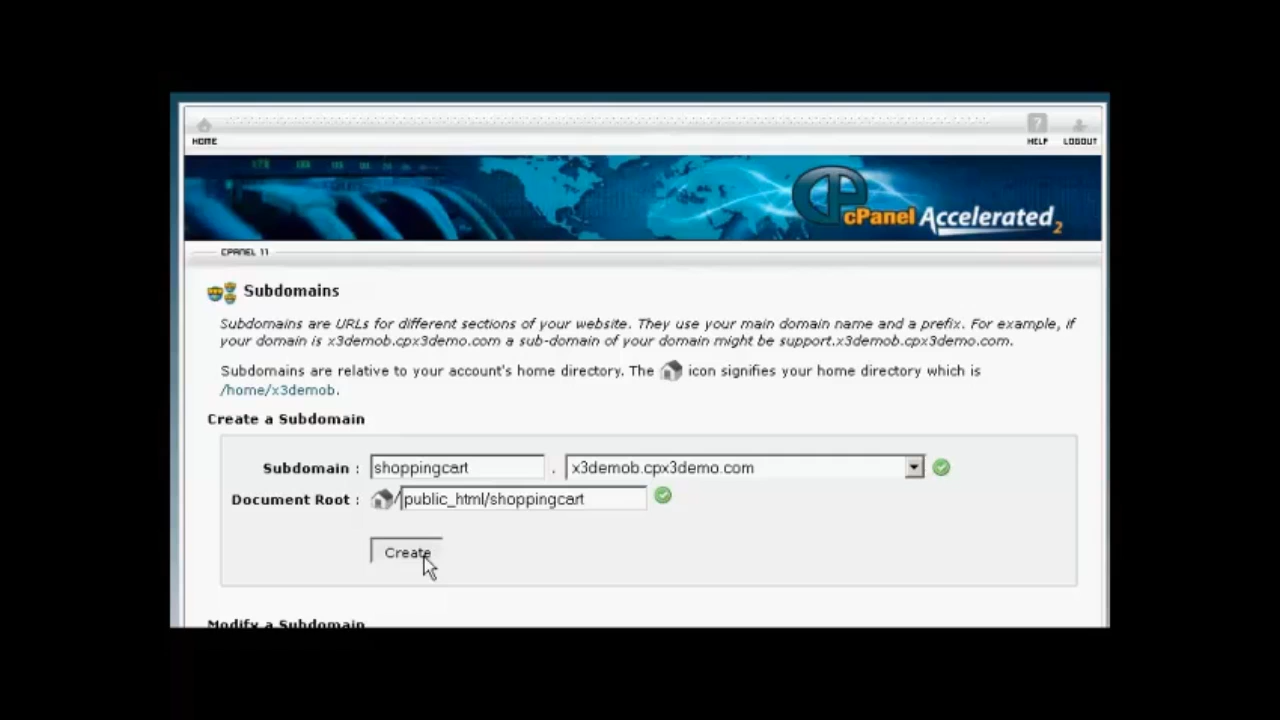 HOME
HELP
LOGOUT
cPanel Accelerated2
CPANEL 11
Subdomains
Subdomains are URLs for different sections of your website. They use your main domain name and a prefix. For example, if
your domain is x3demob.cpx3demo.com a sub-domain of your domain might be support.x3demob.cpx3demo.com.
Subdomains are relative to your account's home directory. The icon signifies your home directory which is
/home/x3demob.
Create a Subdomain
Subdomain : shoppingcart . x3demob.cpx3demo.com
Document Root : /public_html/shoppingcart
Create
Modify a Subdomain